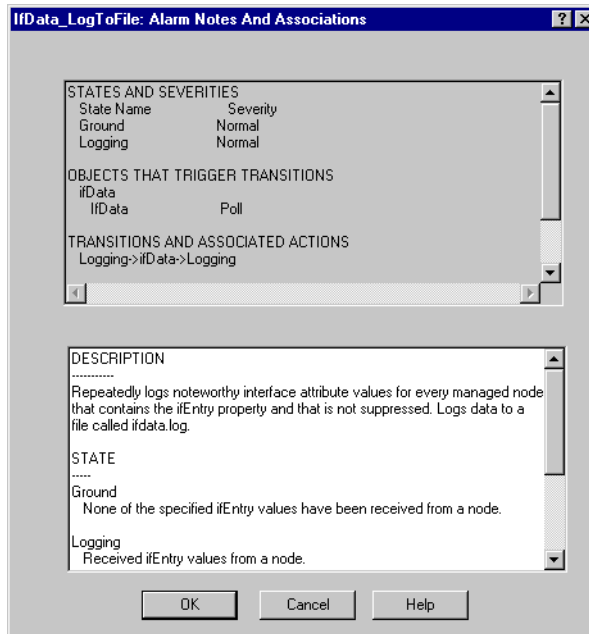 IfData_LogToFile: Alarm Notes And Associations
STATES AND SEVERITIES
State Name Severity
Ground Normal
Logging Normal
OBJECTS THAT TRIGGER TRANSITIONS
ifData
IfData Poll
TRANSITIONS AND ASSOCIATED ACTIONS
Logging->ifData->Logging
DESCRIPTION
-----------
Repeatedly logs noteworthy interface attribute values for every managed node
that contains the ifEntry property and that is not suppressed. Logs data to a
file called ifdata.log.
STATE
-----
Ground
None of the specified ifEntry values have been received from a node.
Logging
Received ifEntry values from a node.
OK Cancel Help